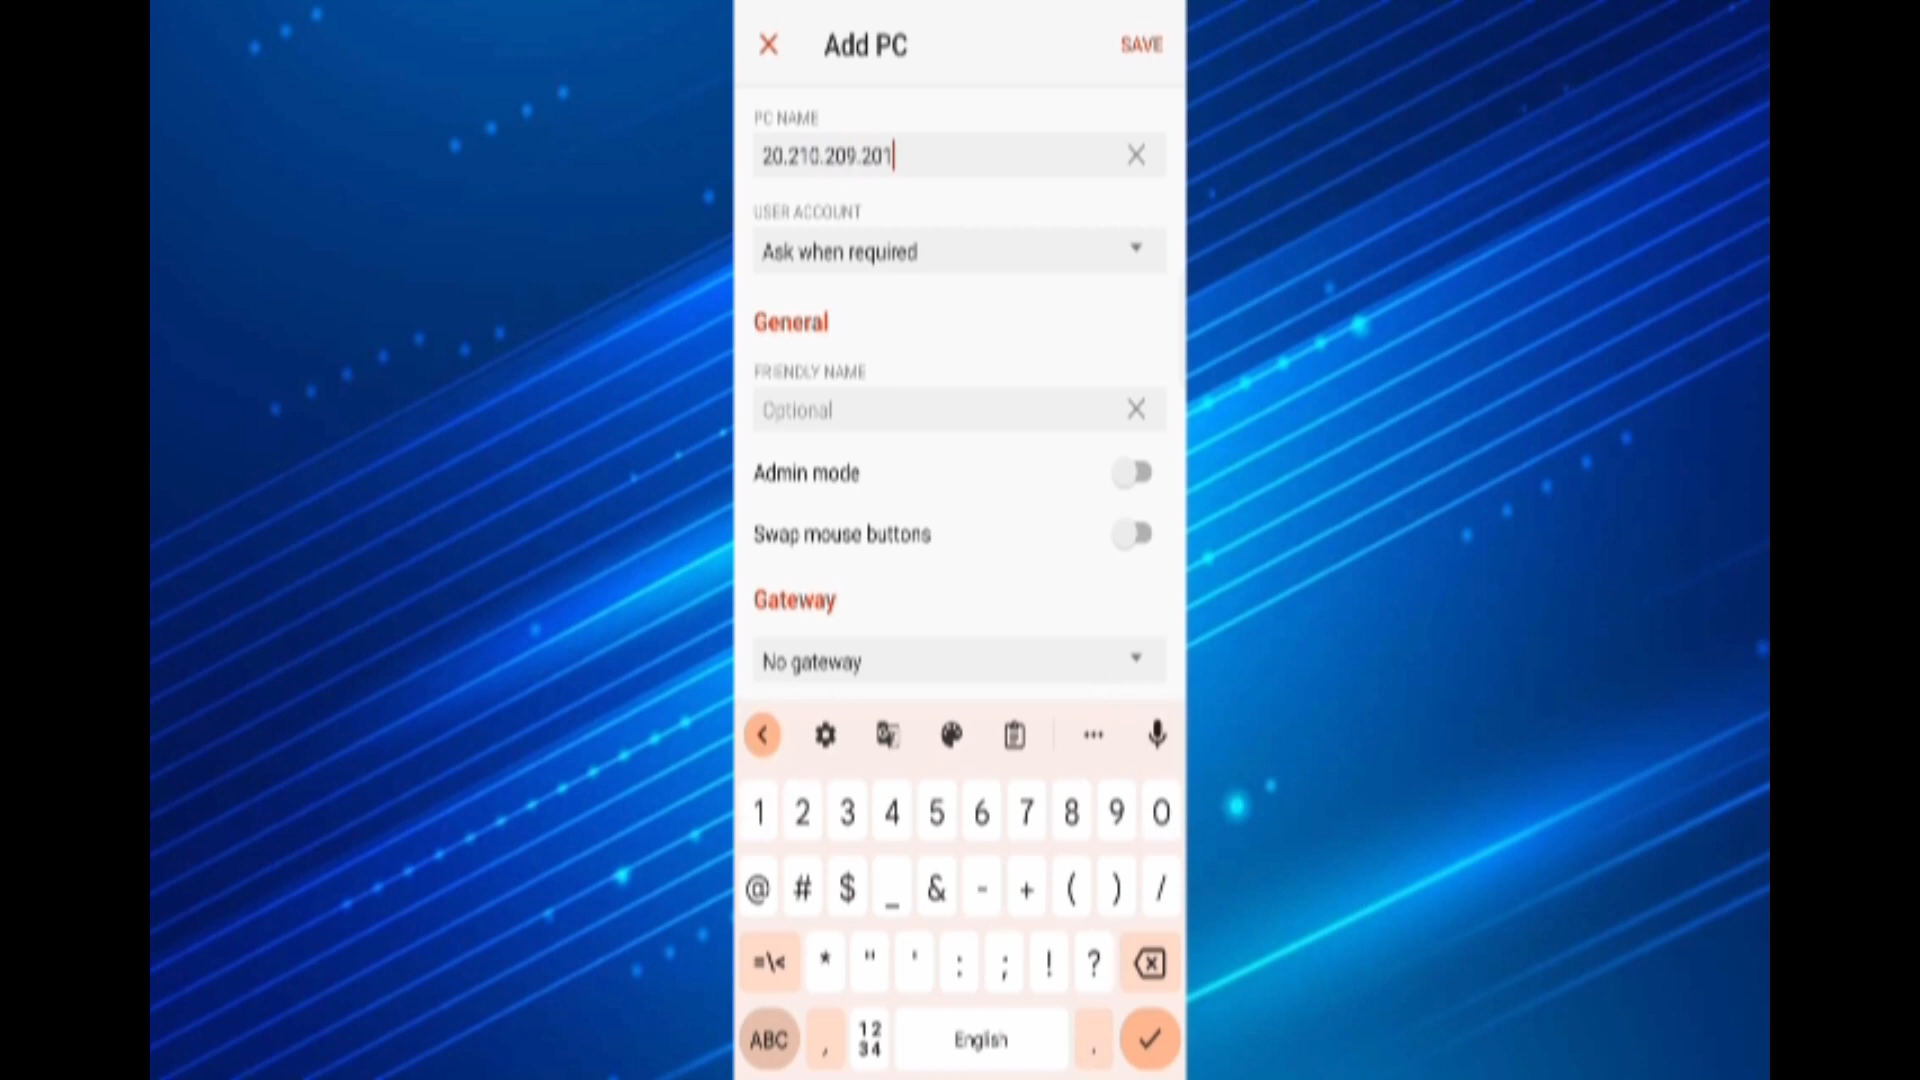 Add PC
SAVE
PC NAME
20.210.209.201
USER ACCOUNT
Ask when required
General
FRIENDLY NAME
Optional
Admin mode
Swap mouse buttons
Gateway
No gateway
1 2 3 4 5 6 7 8 9 0
@ # $ _ & - + ( ) /
=\< * " ' : ; ! ?
ABC , 12 English .
34